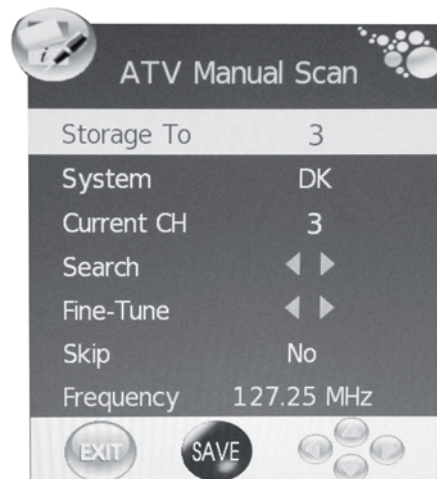 ATV Manual Scan
Storage To 3
System DK
Current CH 3
Search
Fine-Tune
Skip No
Frequency 127.25 MHz
EXIT SAVE